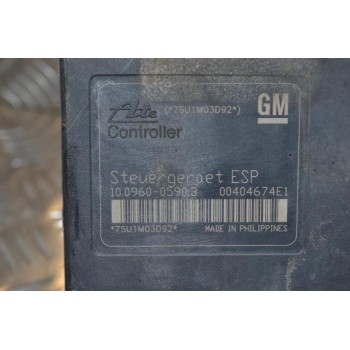 Ate (*75U1M03D92*) GM
Controller
Steuergeraet ESP
10.0960-0590.3 00404674E1
*75U1M03D92* MADE IN PHILIPPINES